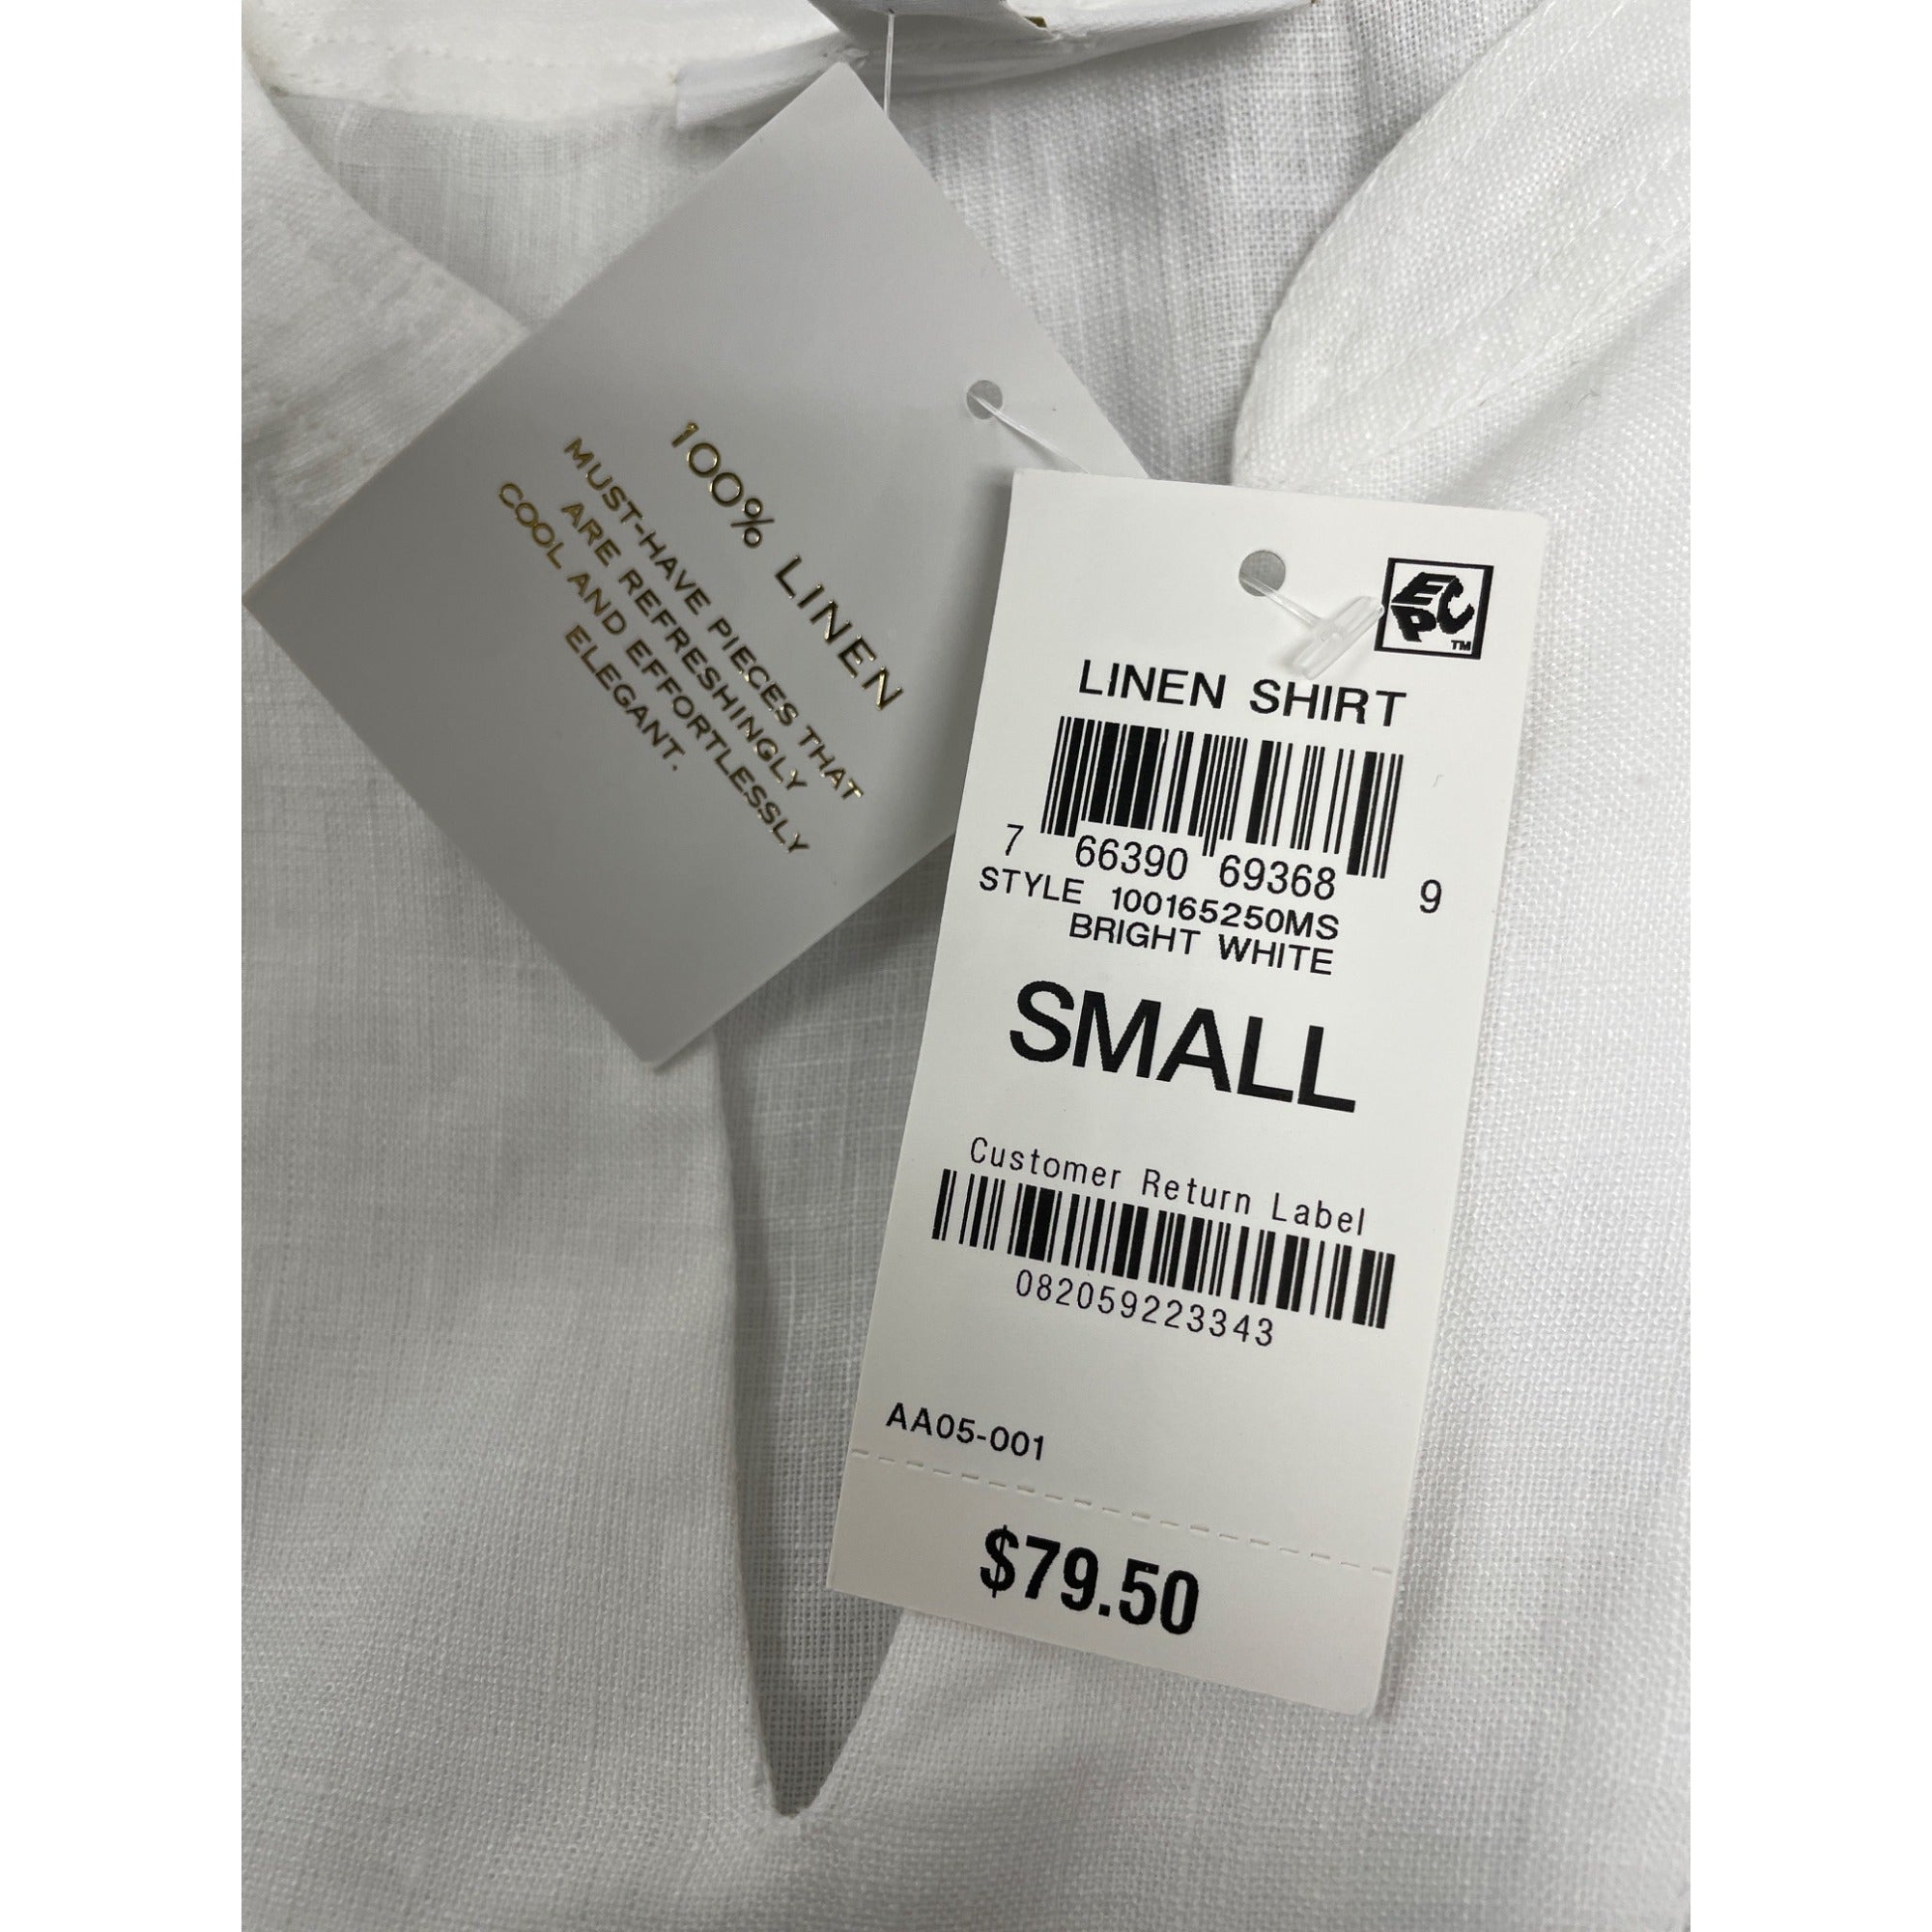 100% LINEN
MUST-HAVE PIECES THAT
ARE REFRESHINGLY
COOL AND EFFORTLESSLY
ELEGANT.
EPC
TM
LINEN SHIRT
7 66390 69368 9
STYLE 100165250MS
BRIGHT WHITE
SMALL
Customer Return Label
082059223343
AA05-001
$79.50